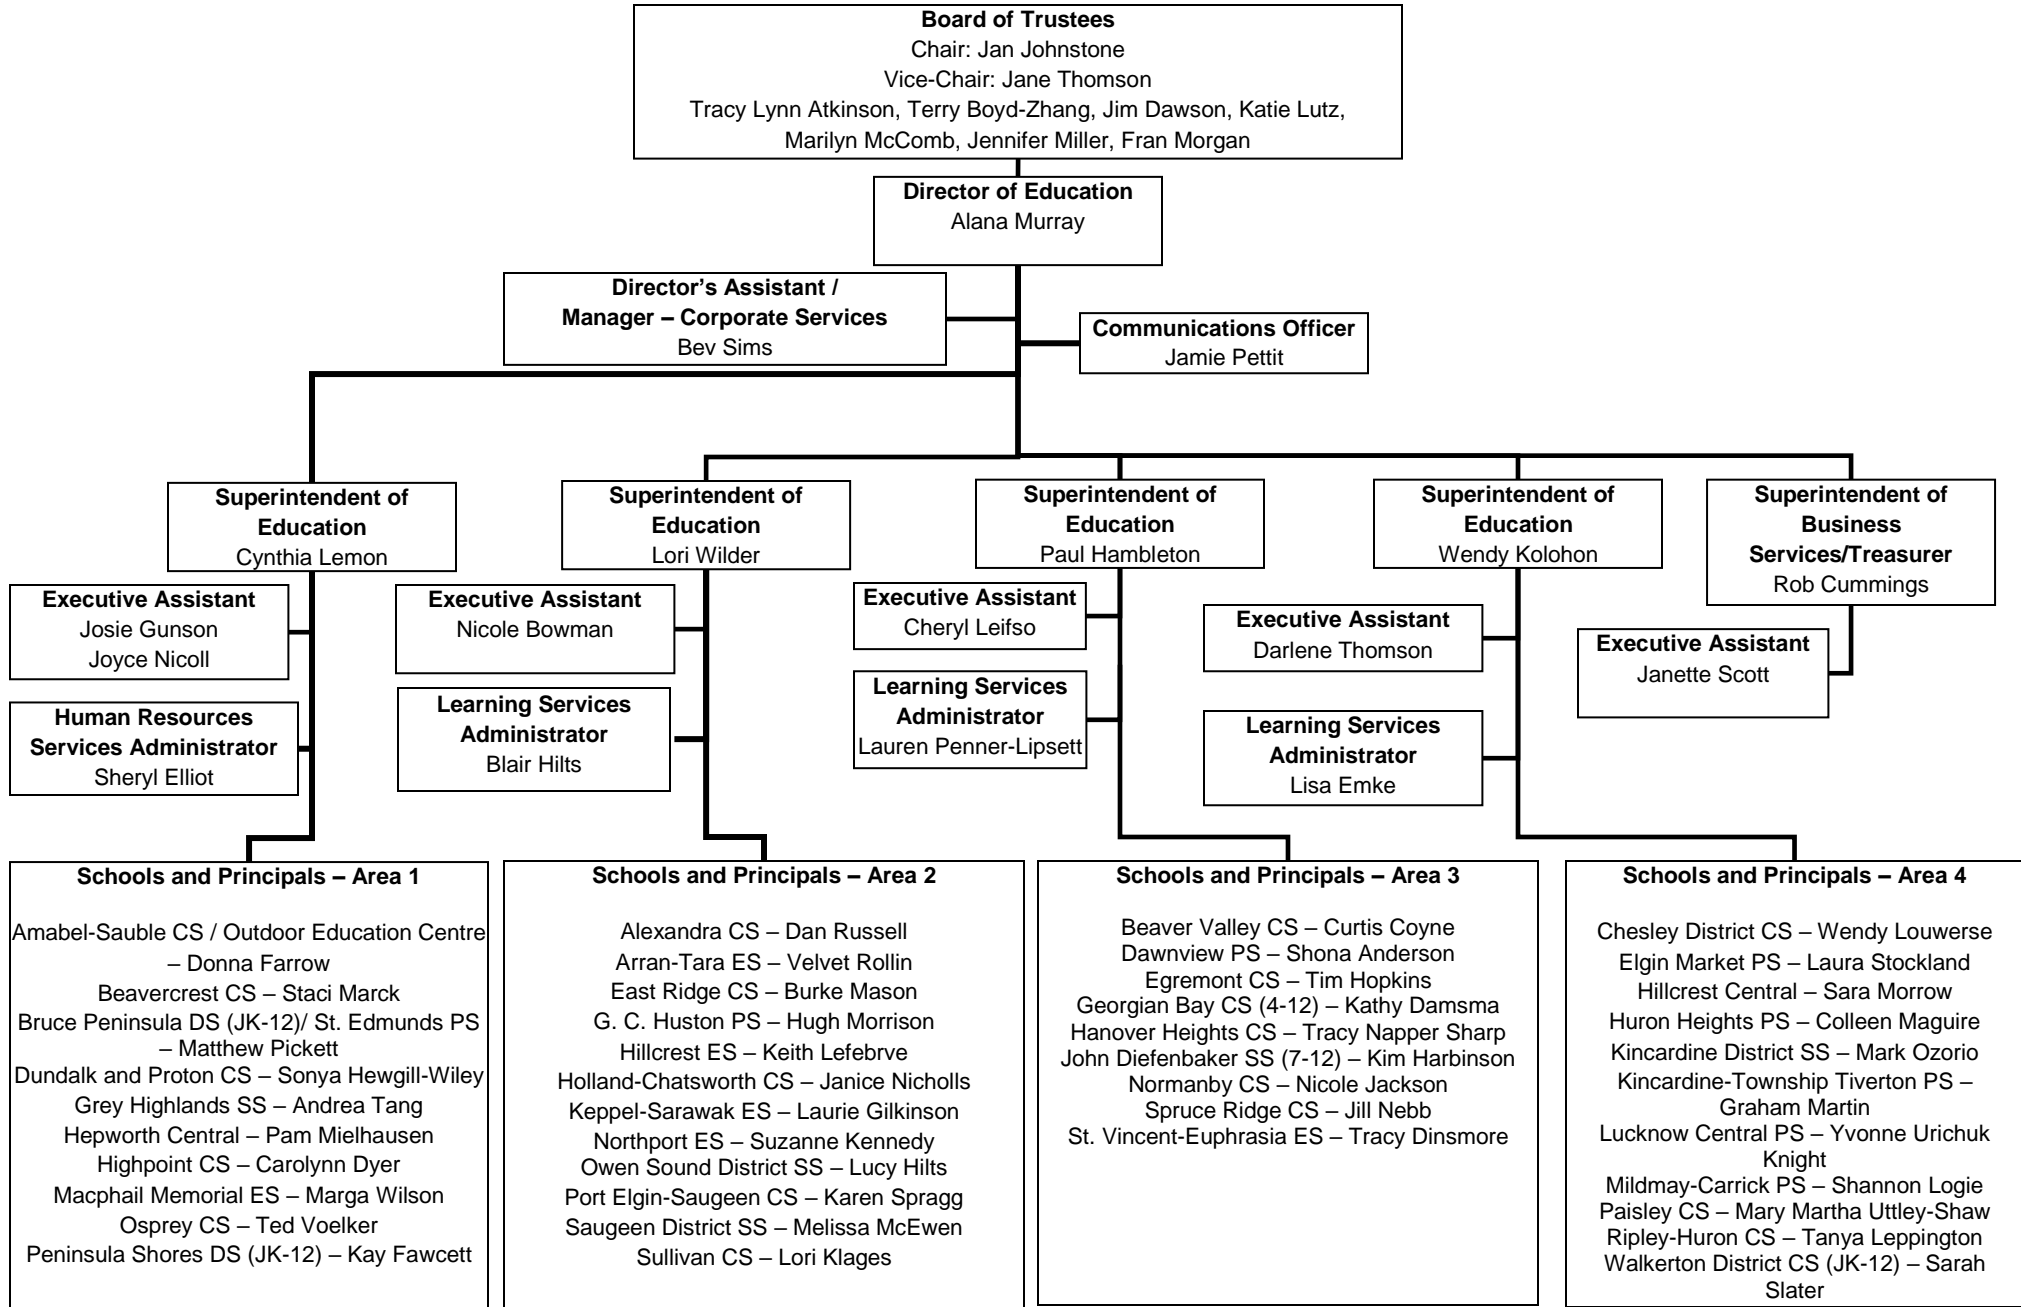 Board of Trustees
Chair: Jan Johnstone
Vice-Chair: Jane Thomson
Tracy Lynn Atkinson, Terry Boyd-Zhang, Jim Dawson, Katie Lutz,
Marilyn McComb, Jennifer Miller, Fran Morgan
Director of Education
Alana Murray
Director’s Assistant /
Manager – Corporate Services
Bev Sims
Communications Officer
Jamie Pettit
Superintendent of
Education
Cynthia Lemon
Superintendent of
Education
Lori Wilder
Superintendent of
Education
Paul Hambleton
Superintendent of
Education
Wendy Kolohon
Superintendent of
Business
Services/Treasurer
Rob Cummings
Executive Assistant
Josie Gunson
Joyce Nicoll
Executive Assistant
Nicole Bowman
Executive Assistant
Cheryl Leifso
Executive Assistant
Darlene Thomson
Executive Assistant
Janette Scott
Human Resources
Services Administrator
Sheryl Elliot
Learning Services
Administrator
Blair Hilts
Learning Services
Administrator
Lauren Penner-Lipsett
Learning Services
Administrator
Lisa Emke
Schools and Principals – Area 1
Amabel-Sauble CS / Outdoor Education Centre
– Donna Farrow
Beavercrest CS – Staci Marck
Bruce Peninsula DS (JK-12)/ St. Edmunds PS
– Matthew Pickett
Dundalk and Proton CS – Sonya Hewgill-Wiley
Grey Highlands SS – Andrea Tang
Hepworth Central – Pam Mielhausen
Highpoint CS – Carolynn Dyer
Macphail Memorial ES – Marga Wilson
Osprey CS – Ted Voelker
Peninsula Shores DS (JK-12) – Kay Fawcett
Schools and Principals – Area 2
Alexandra CS – Dan Russell
Arran-Tara ES – Velvet Rollin
East Ridge CS – Burke Mason
G. C. Huston PS – Hugh Morrison
Hillcrest ES – Keith Lefebrve
Holland-Chatsworth CS – Janice Nicholls
Keppel-Sarawak ES – Laurie Gilkinson
Northport ES – Suzanne Kennedy
Owen Sound District SS – Lucy Hilts
Port Elgin-Saugeen CS – Karen Spragg
Saugeen District SS – Melissa McEwen
Sullivan CS – Lori Klages
Schools and Principals – Area 3
Beaver Valley CS – Curtis Coyne
Dawnview PS – Shona Anderson
Egremont CS – Tim Hopkins
Georgian Bay CS (4-12) – Kathy Damsma
Hanover Heights CS – Tracy Napper Sharp
John Diefenbaker SS (7-12) – Kim Harbinson
Normanby CS – Nicole Jackson
Spruce Ridge CS – Jill Nebb
St. Vincent-Euphrasia ES – Tracy Dinsmore
Schools and Principals – Area 4
Chesley District CS – Wendy Louwerse
Elgin Market PS – Laura Stockland
Hillcrest Central – Sara Morrow
Huron Heights PS – Colleen Maguire
Kincardine District SS – Mark Ozorio
Kincardine-Township Tiverton PS –
Graham Martin
Lucknow Central PS – Yvonne Urichuk
Knight
Mildmay-Carrick PS – Shannon Logie
Paisley CS – Mary Martha Uttley-Shaw
Ripley-Huron CS – Tanya Leppington
Walkerton District CS (JK-12) – Sarah
Slater